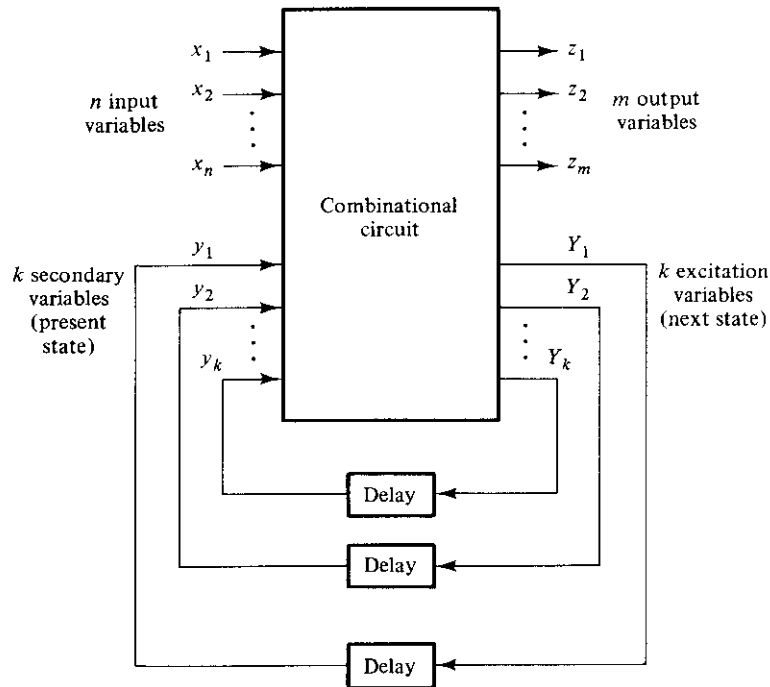 x1
z1
n input
variables
x2
z2
m output
variables
xn
zm
Combinational
circuit
k secondary
variables
(present
state)
y1
Y1
k excitation
variables
(next state)
y2
Y2
yk
Yk
Delay
Delay
Delay